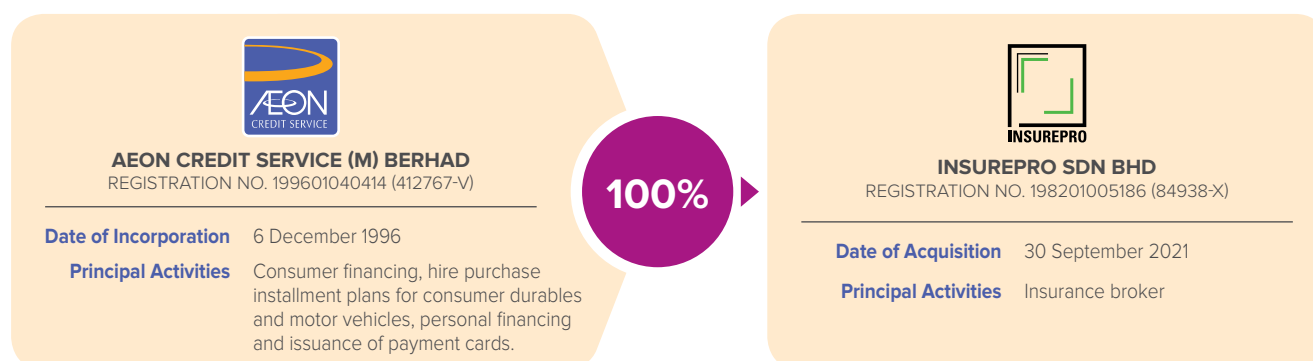 ÆON
CREDIT SERVICE
AEON CREDIT SERVICE (M) BERHAD
REGISTRATION NO. 199601040414 (412767-V)
Date of Incorporation 6 December 1996
Principal Activities Consumer financing, hire purchase
installment plans for consumer durables
and motor vehicles, personal financing
and issuance of payment cards.
100%
INSUREPRO
INSUREPRO SDN BHD
REGISTRATION NO. 198201005186 (84938-X)
Date of Acquisition 30 September 2021
Principal Activities Insurance broker